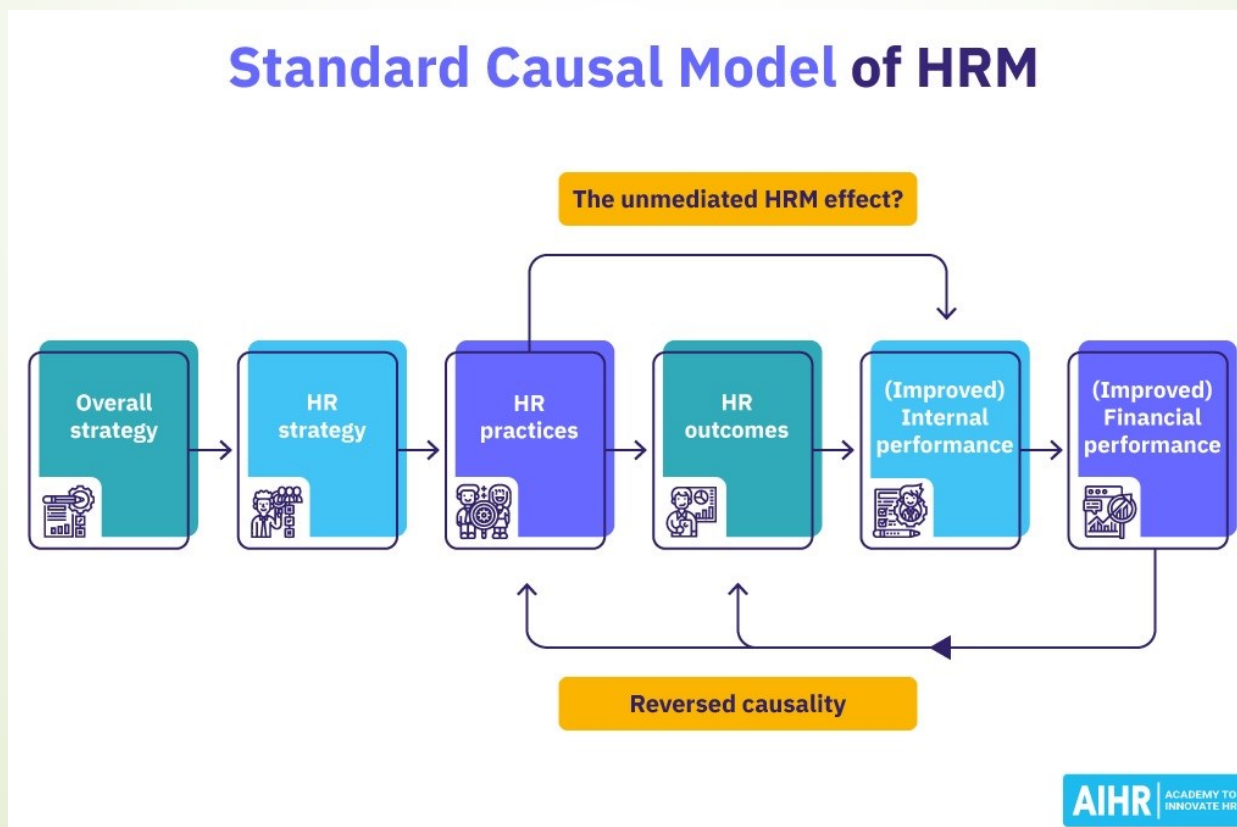 Standard Causal Model of HRM
The unmediated HRM effect?
Overall
strategy
HR
strategy
HR
practices
HR
outcomes
(Improved)
Internal
performance
(Improved)
Financial
performance
Reversed causality
AIHR
ACADEMY TO
INNOVATE HR